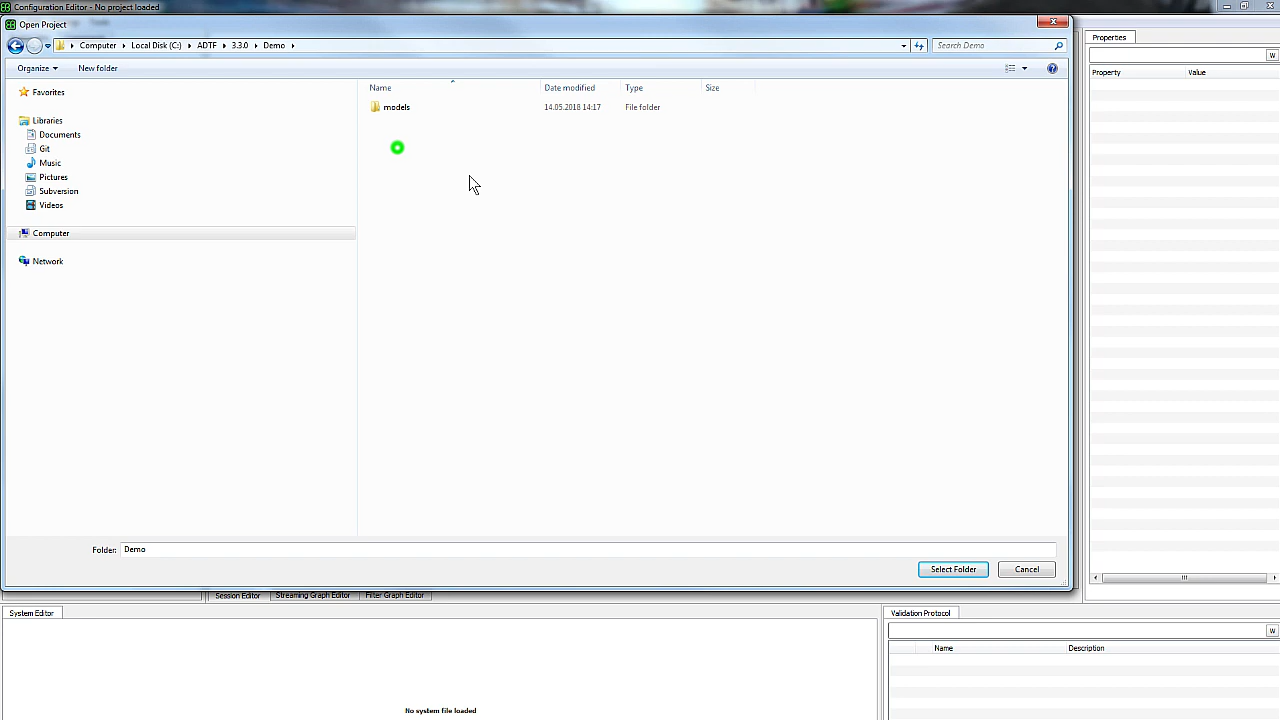 Configuration Editor - No project loaded
Open Project
Computer
Local Disk (C:)
ADTF
3.3.0
Demo
Search Demo
Organize
New folder
Favorites
Libraries
Documents
Git
Music
Pictures
Subversion
Videos
Computer
Network
Name
Date modified
Type
Size
models
14.05.2018 14:17
File folder
Folder:
Demo
Select Folder
Cancel
Properties
W
Property
Value
Session Editor
Streaming Graph Editor
Filter Graph Editor
System Editor
No system file loaded
Validation Protocol
W
Name
Description